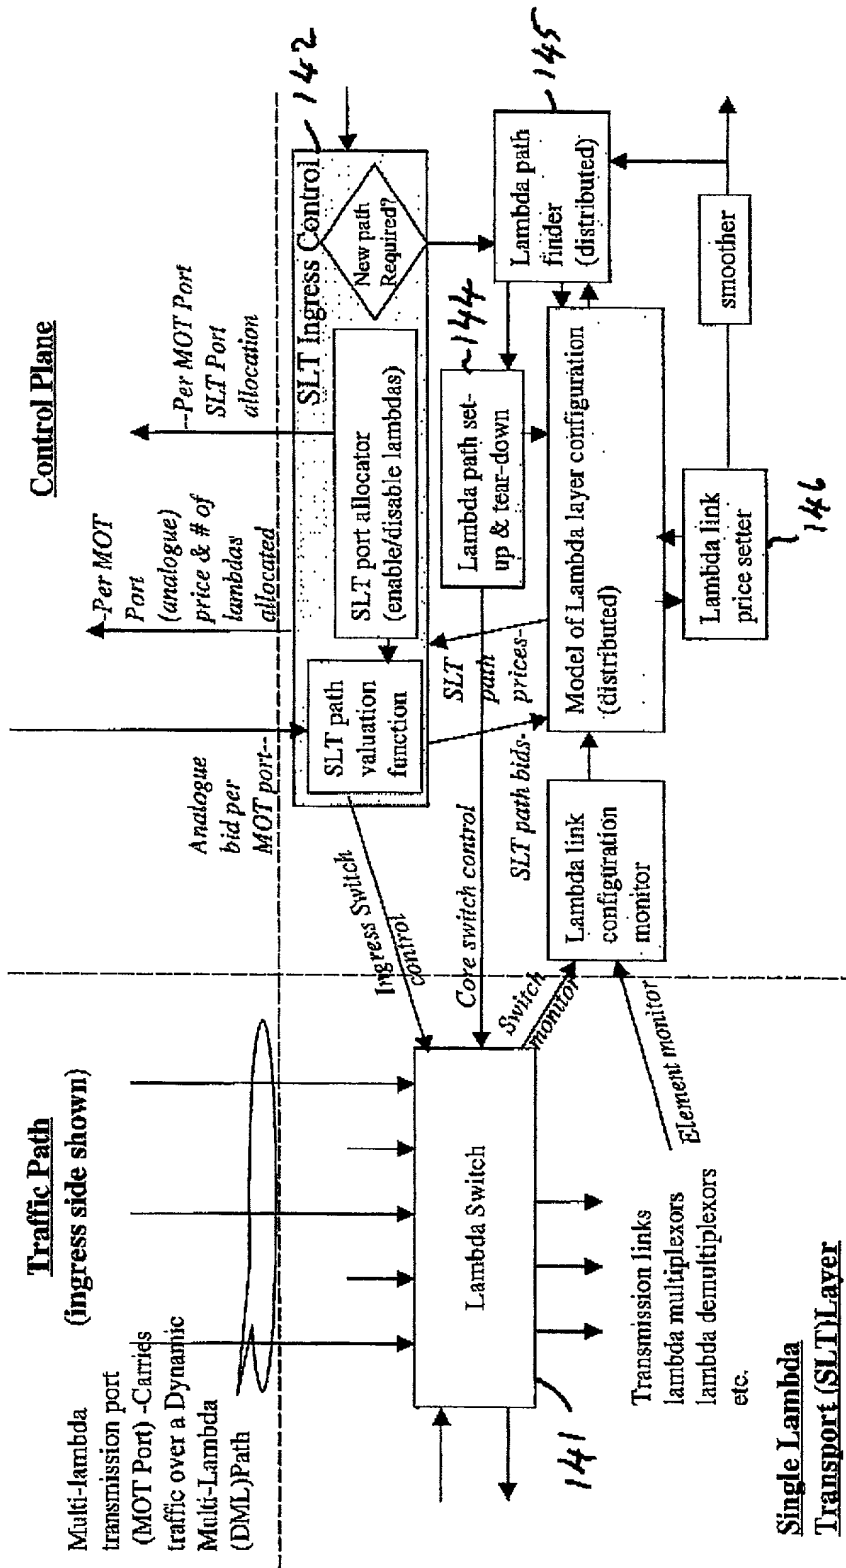 Traffic Path
(ingress side shown)
Multi-lambda
transmission port
(MOT Port) -Carries
traffic over a Dynamic
Multi-Lambda
(DML)Path
Control Plane
Analogue
bid per
MOT port--
-Per MOT
Port
(analogue)
price & # of
lambdas
allocated
--Per MOT Port
SLT Port
allocation
SLT Ingress Control
142
SLT path
valuation
function
SLT port allocator
(enable/disable lambdas)
New path
Required?
Ingress Switch
control
Lambda Switch
141
Core switch control
Switch
monitor
Element monitor
SLT path bids-
SLT
path
prices-
Lambda path set-
up & tear-down
144
Lambda path
finder
(distributed)
145
Lambda link
configuration
monitor
Model of Lambda layer configuration
(distributed)
Lambda link
price setter
146
smoother
Transmission links
lambda multiplexors
lambda demultiplexors
etc.
Single Lambda
Transport (SLT)Layer